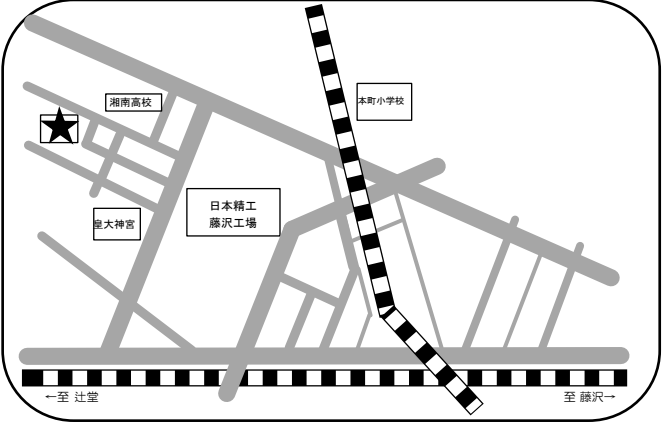 本町小学校
湘南高校
日本精工
藤沢工場
皇大神宮
←至 辻堂
至 藤沢→